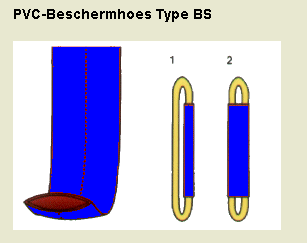 PVC-Beschermhoes Type BS
1 2